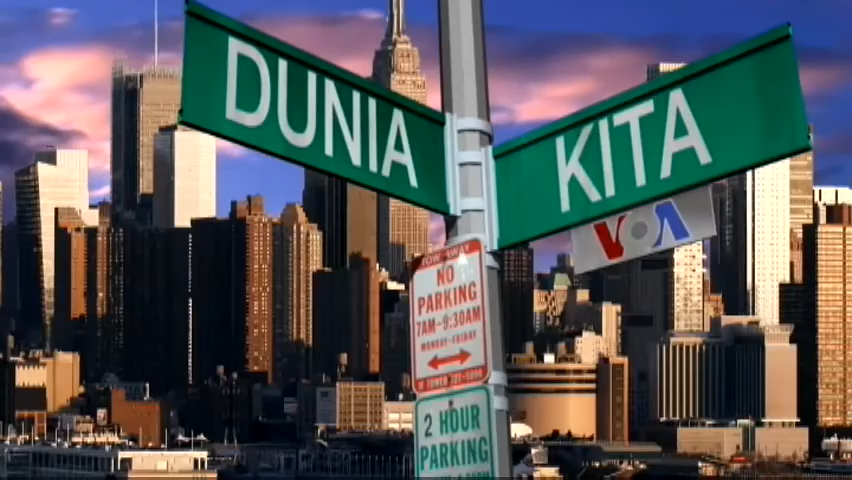 DUNIA
KITA
VOA
TOW AWAY
NO
PARKING
7AM-9:30AM
MONDAY-FRIDAY
2 HOUR
PARKING